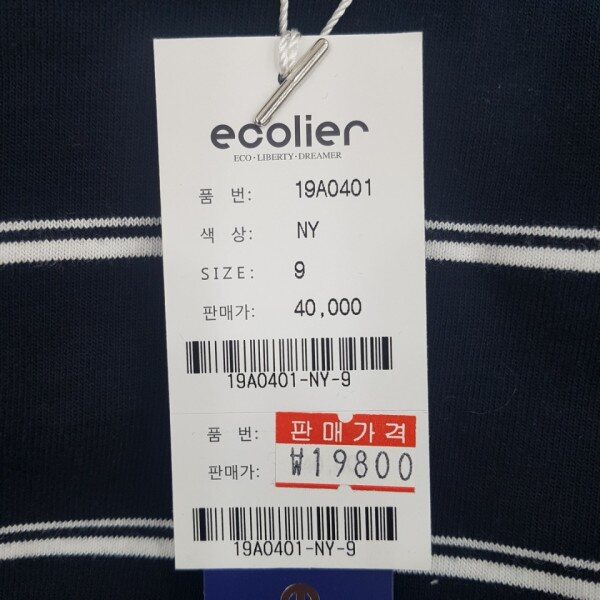 ecolier
ECO·LIBERTY·DREAMER
품 번: 19A0401
색 상: NY
SIZE: 9
판매가: 40,000
19A0401-NY-9
품 번: 판매가격
판매가: ₩19800
19A0401-NY-9